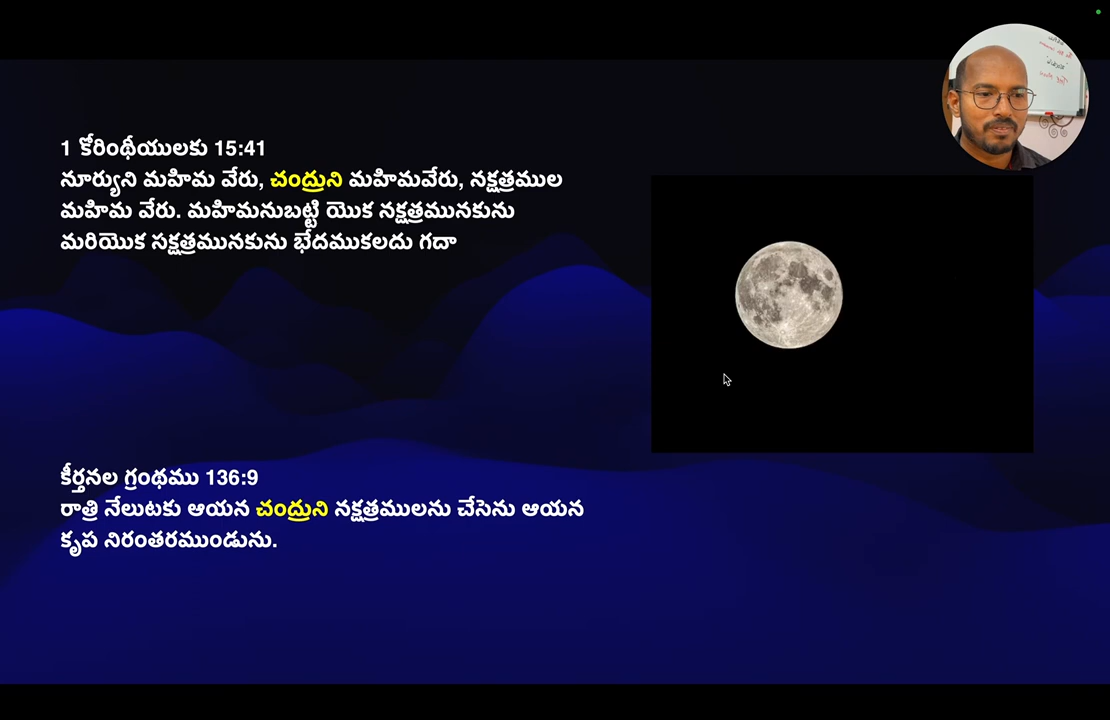 1 కోరింథీయులకు 15:41
నూర్యుని మహిమ వేరు, చంద్రుని మహిమవేరు, నక్షత్రముల
మహిమ వేరు. మహిమనుబట్టి యొక నక్షత్రమునకును
మరియొక సక్షత్రమునకును భేదముకలదు గదా
కీర్తనల గ్రంథము 136:9
రాత్రి నేలుటకు ఆయన చంద్రుని నక్షత్రములను చేసెను ఆయన
కృప నిరంతరముండును.